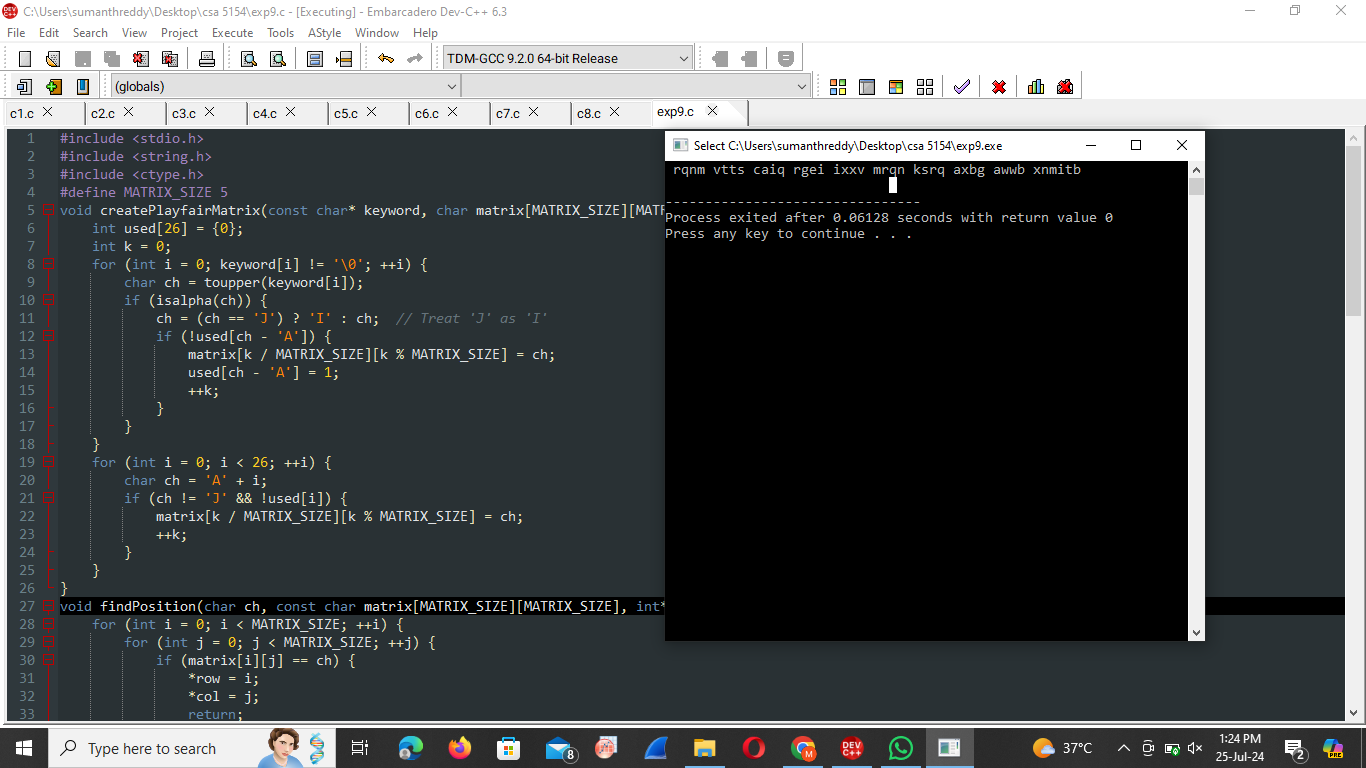 C:\Users\sumanthreddy\Desktop\csa 5154\exp9.c - [Executing] - Embarcadero Dev-C++ 6.3
File Edit Search View Project Execute Tools AStyle Window Help
TDM-GCC 9.2.0 64-bit Release
(globals)
c1.c c2.c c3.c c4.c c5.c c6.c c7.c c8.c exp9.c
1 #include <stdio.h>
2 #include <string.h>
3 #include <ctype.h>
4 #define MATRIX_SIZE 5
5 void createPlayfairMatrix(const char* keyword, char matrix[MATRIX_SIZE][MATR
6 int used[26] = {0};
7 int k = 0;
8 for (int i = 0; keyword[i] != '\0'; ++i) {
9 char ch = toupper(keyword[i]);
10 if (isalpha(ch)) {
11 ch = (ch == 'J') ? 'I' : ch; // Treat 'J' as 'I'
12 if (!used[ch - 'A']) {
13 matrix[k / MATRIX_SIZE][k % MATRIX_SIZE] = ch;
14 used[ch - 'A'] = 1;
15 ++k;
16 }
17 }
18 }
19 for (int i = 0; i < 26; ++i) {
20 char ch = 'A' + i;
21 if (ch != 'J' && !used[i]) {
22 matrix[k / MATRIX_SIZE][k % MATRIX_SIZE] = ch;
23 ++k;
24 }
25 }
26 }
27 void findPosition(char ch, const char matrix[MATRIX_SIZE][MATRIX_SIZE], int*
28 for (int i = 0; i < MATRIX_SIZE; ++i) {
29 for (int j = 0; j < MATRIX_SIZE; ++j) {
30 if (matrix[i][j] == ch) {
31 *row = i;
32 *col = j;
33 return;
Select C:\Users\sumanthreddy\Desktop\csa 5154\exp9.exe
rqnm vtts caiq rgei ixxv mrqn ksrq axbg awwb xnmitb
--------------------------------
Process exited after 0.06128 seconds with return value 0
Press any key to continue . . .
Type here to search
8
DEV C++
37°C
1:24 PM
25-Jul-24
2
PRE